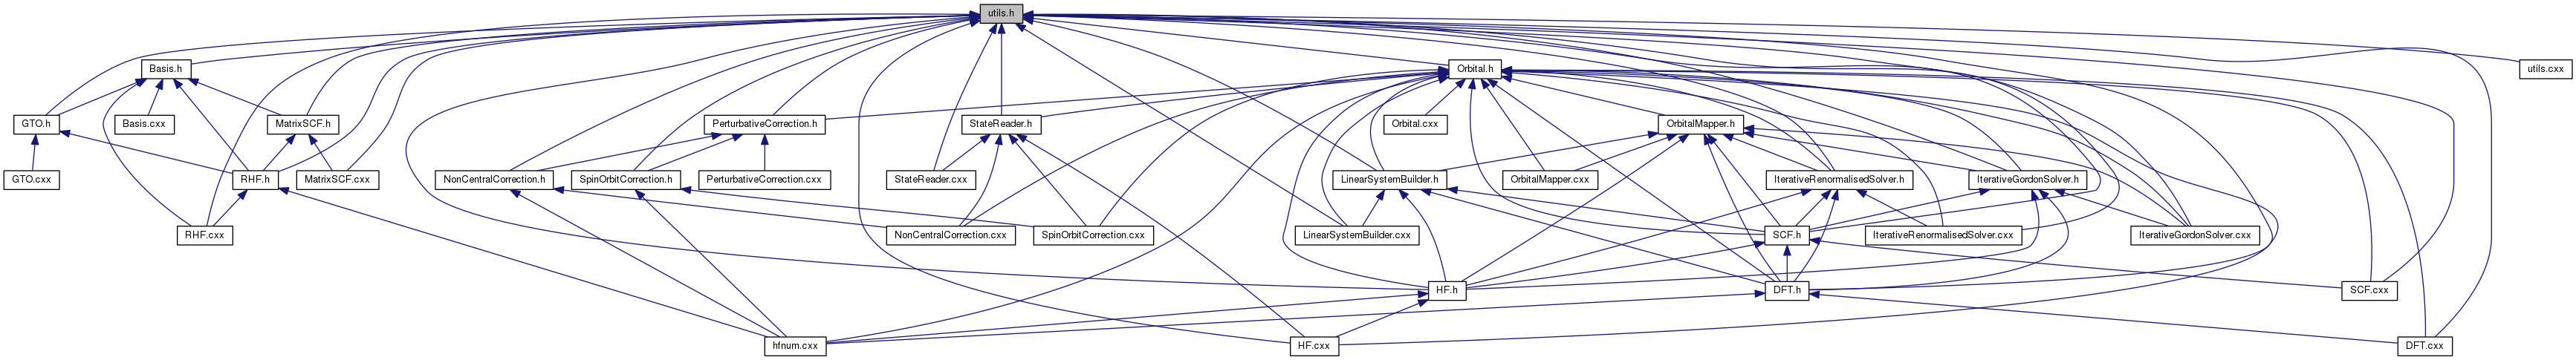 utils.h
Basis.h
Orbital.h
utils.cxx
GTO.h
Basis.cxx
MatrixSCF.h
PerturbativeCorrection.h
StateReader.h
Orbital.cxx
OrbitalMapper.h
GTO.cxx
RHF.h
MatrixSCF.cxx
NonCentralCorrection.h
SpinOrbitCorrection.h
PerturbativeCorrection.cxx
StateReader.cxx
LinearSystemBuilder.h
OrbitalMapper.cxx
IterativeRenormalisedSolver.h
IterativeGordonSolver.h
RHF.cxx
NonCentralCorrection.cxx
SpinOrbitCorrection.cxx
LinearSystemBuilder.cxx
SCF.h
IterativeRenormalisedSolver.cxx
IterativeGordonSolver.cxx
HF.h
DFT.h
SCF.cxx
hfnum.cxx
HF.cxx
DFT.cxx